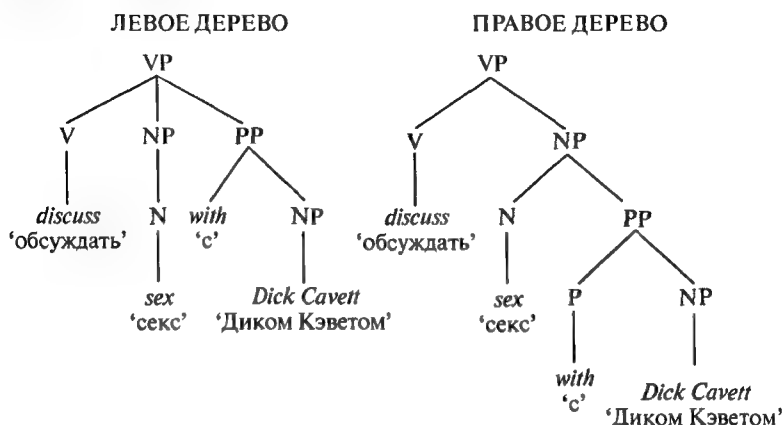 ЛЕВОЕ ДЕРЕВО ПРАВОЕ ДЕРЕВО
VP VP
V NP PP V NP
discuss N with NP discuss N PP
‘обсуждать’ ‘с’ ‘обсуждать’
sex Dick Cavett sex P NP
‘секс’ ‘Диком Кэветом’ ‘секс’
with Dick Cavett
‘с’ ‘Диком Кэветом’